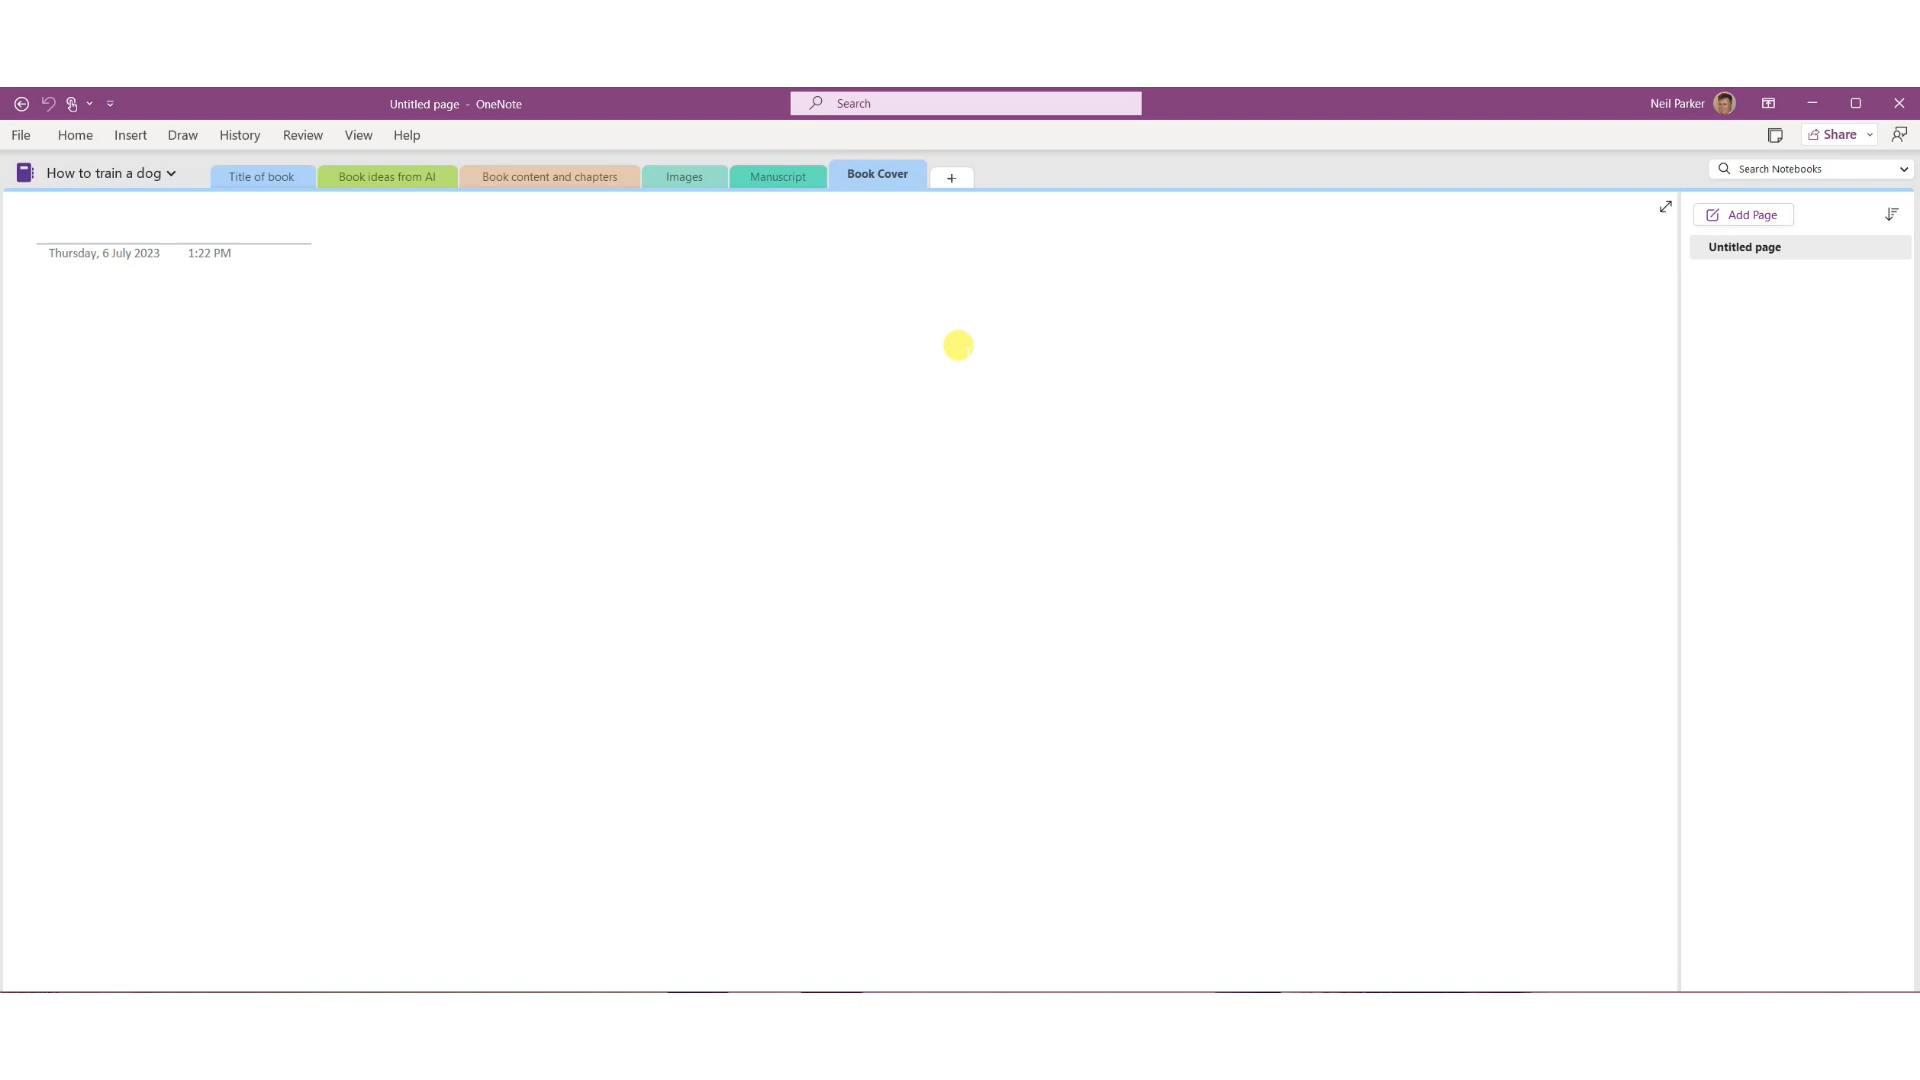 Untitled page - OneNote
Search
Neil Parker
File Home Insert Draw History Review View Help
Share
How to train a dog
Title of book
Book ideas from AI
Book content and chapters
Images
Manuscript
Book Cover
+
Search Notebooks
Add Page
Thursday, 6 July 2023 1:22 PM
Untitled page